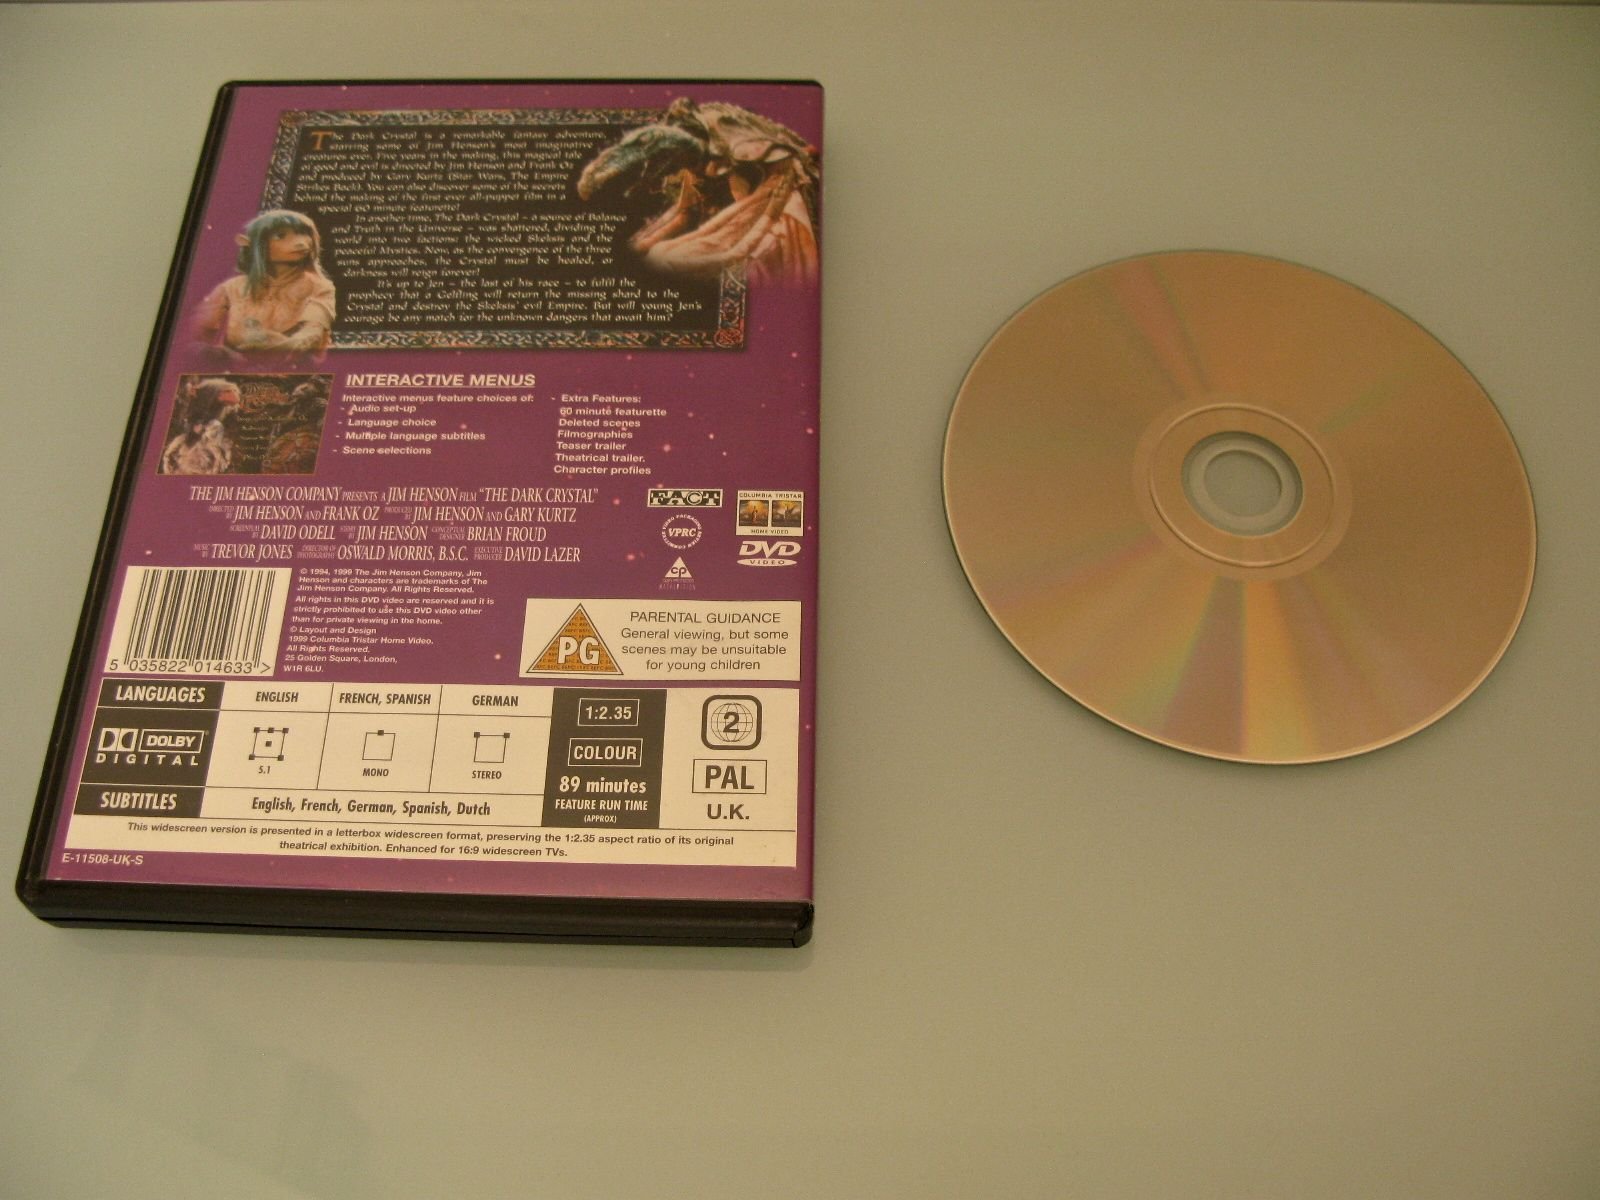 The Dark Crystal is a remarkable fantasy adventure,
starring some of Jim Henson's most imaginative
creatures ever. Five years in the making, this magical tale
of good and evil is directed by Jim Henson and Frank Oz
and produced by Gary Kurtz (Star Wars, The Empire
Strikes Back). You can also discover some of the secrets
behind the making of the first ever all-puppet film in a
special 60 minute featurette!
In another time, The Dark Crystal – a source of Balance
and Truth in the Universe – was shattered, dividing the
world into two factions: the wicked Skeksis and the
peaceful Mystics. Now, as the convergence of the three
suns approaches, the Crystal must be healed, or
darkness will reign forever!
It's up to Jen – the last of his race – to fulfil the
prophecy that a Gelfling will return the missing shard to the
Crystal and destroy the Skeksis' evil Empire. But will young Jen's
courage be any match for the unknown dangers that await him?
INTERACTIVE MENUS
Interactive menus feature choices of:
- Audio set-up
- Language choice
- Multiple language subtitles
- Scene selections
- Extra Features:
60 minute featurette
Deleted scenes
Filmographies
Teaser trailer
Theatrical trailer.
Character profiles
THE JIM HENSON COMPANY PRESENTS A JIM HENSON FILM "THE DARK CRYSTAL"
DIRECTED BY JIM HENSON AND FRANK OZ PRODUCED BY JIM HENSON AND GARY KURTZ
SCREENPLAY BY DAVID ODELL STORY BY JIM HENSON CONCEPTUAL DESIGNER BRIAN FROUD
MUSIC BY TREVOR JONES DIRECTOR OF PHOTOGRAPHY OSWALD MORRIS, B.S.C. EXECUTIVE PRODUCER DAVID LAZER
FACT
COLUMBIA TRISTAR
HOME VIDEO
VPRC
DVD
VIDEO
CP
© 1994, 1999 The Jim Henson Company, Jim
Henson and characters are trademarks of The
Jim Henson Company. All Rights Reserved.
All rights in this DVD video are reserved and it is
strictly prohibited to use this DVD video other
than for private viewing in the home.
© Layout and Design
1999 Columbia Tristar Home Video.
All Rights Reserved.
25 Golden Square, London,
W1R 6LU.
5 035822 014633 >
PG
PARENTAL GUIDANCE
General viewing, but some
scenes may be unsuitable
for young children
LANGUAGES ENGLISH FRENCH, SPANISH GERMAN
DOLBY
DIGITAL
5.1 MONO STEREO
SUBTITLES English, French, German, Spanish, Dutch
1:2.35
COLOUR
89 minutes
FEATURE RUN TIME
(APPROX)
2
PAL
U.K.
This widescreen version is presented in a letterbox widescreen format, preserving the 1:2.35 aspect ratio of its original
theatrical exhibition. Enhanced for 16:9 widescreen TVs.
E-11508-UK-S